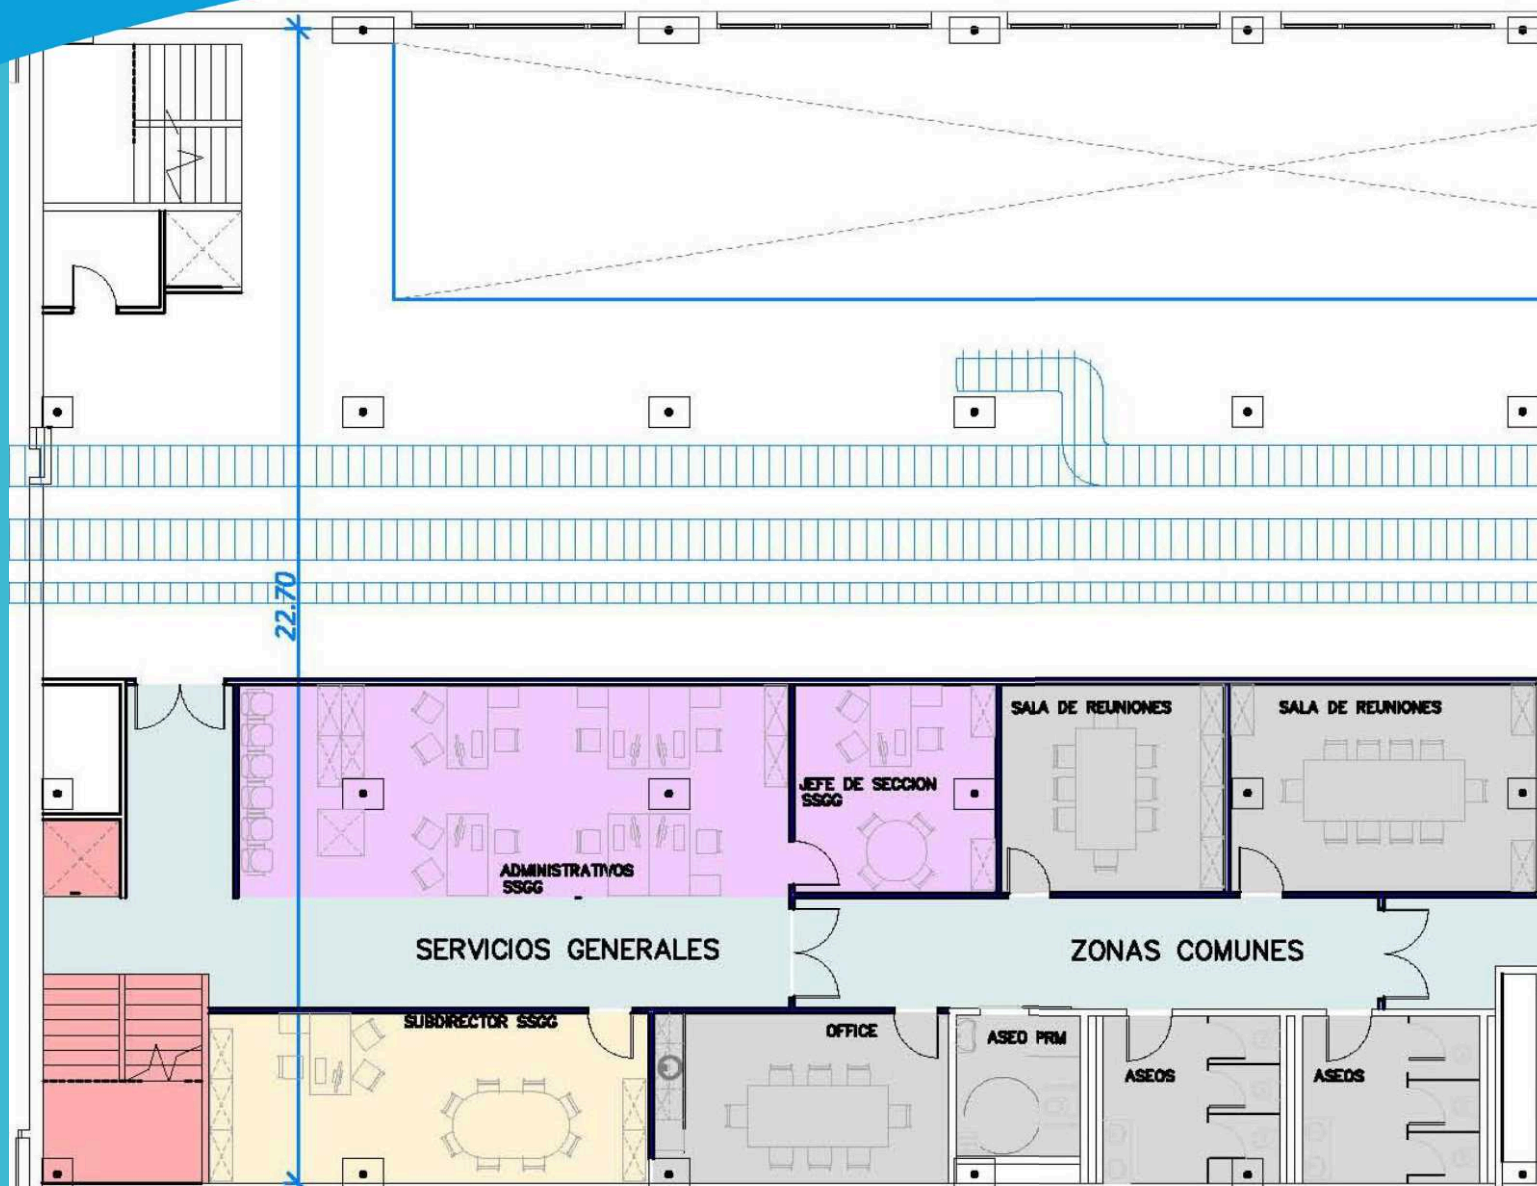 22.70
SALA DE REUNIONES
SALA DE REUNIONES
JEFE DE SECCION
SSGG
ADMINISTRATIVOS
SSGG
SERVICIOS GENERALES
ZONAS COMUNES
SUBDIRECTOR SSGG
OFFICE
ASEO PRM
ASEOS
ASEOS